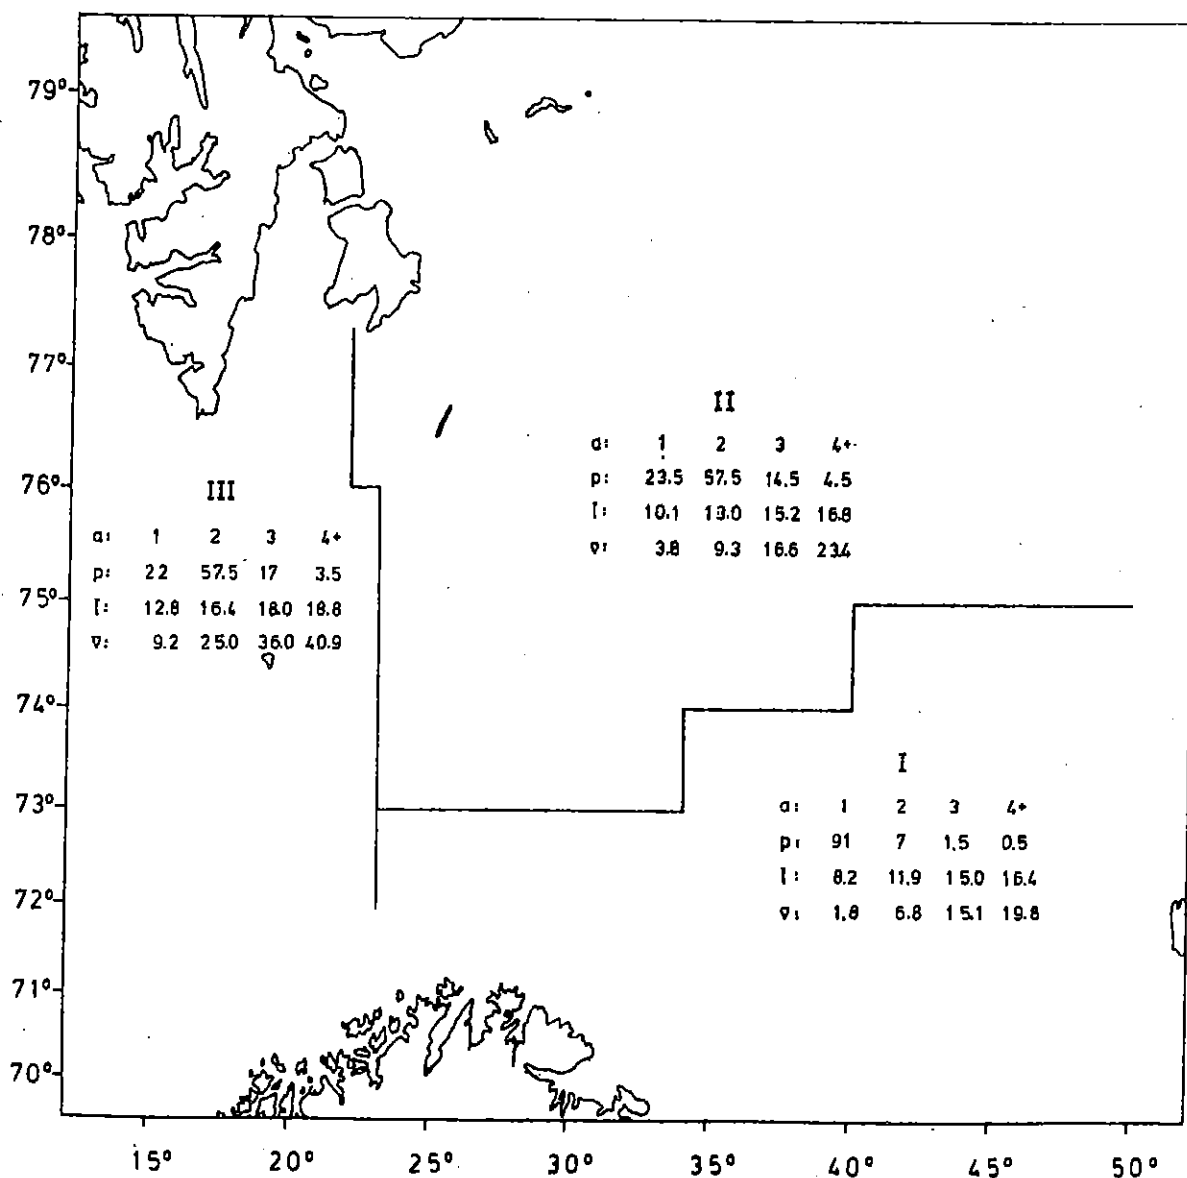 79°
78°
77°
76°
75°
74°
73°
72°
71°
70°
II
a: 1 2 3 4+
p: 23.5 57.5 14.5 4.5
l̄: 10.1 13.0 15.2 16.8
v̄: 3.8 9.3 16.6 23.4
III
a: 1 2 3 4+
p: 22 57.5 17 3.5
l̄: 12.8 16.4 18.0 18.8
v̄: 9.2 25.0 36.0 40.9
I
a: 1 2 3 4+
p: 91 7 1.5 0.5
l̄: 8.2 11.9 15.0 16.4
v̄: 1.8 6.8 15.1 19.8
15° 20° 25° 30° 35° 40° 45° 50°